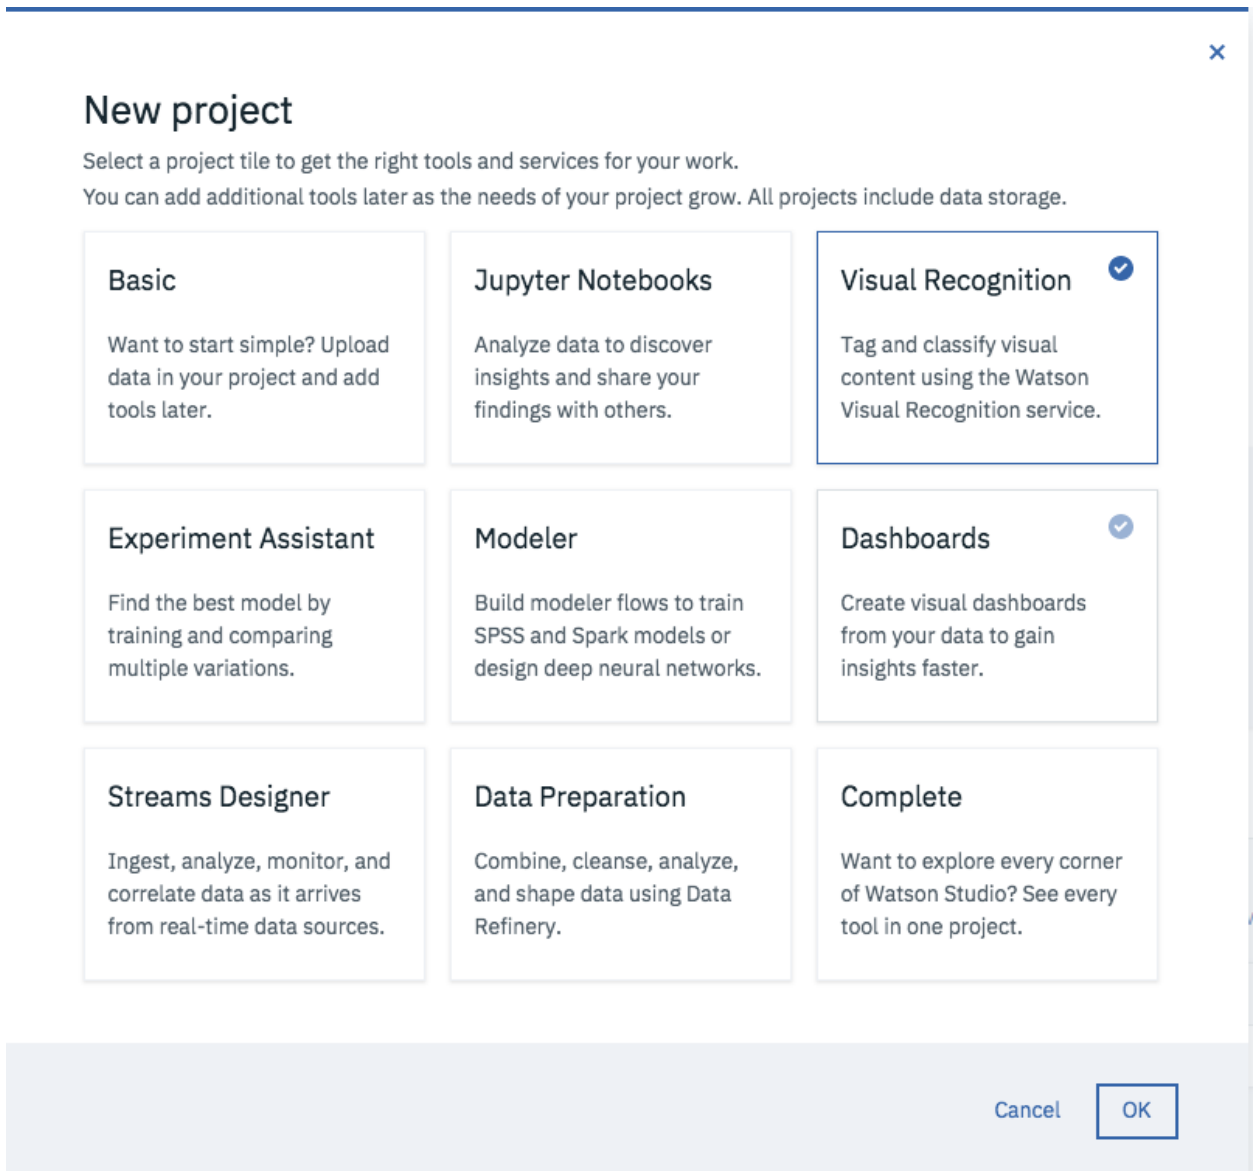 New project
Select a project tile to get the right tools and services for your work.
You can add additional tools later as the needs of your project grow. All projects include data storage.
Basic
Want to start simple? Upload
data in your project and add
tools later.
Jupyter Notebooks
Analyze data to discover
insights and share your
findings with others.
Visual Recognition
Tag and classify visual
content using the Watson
Visual Recognition service.
Experiment Assistant
Find the best model by
training and comparing
multiple variations.
Modeler
Build modeler flows to train
SPSS and Spark models or
design deep neural networks.
Dashboards
Create visual dashboards
from your data to gain
insights faster.
Streams Designer
Ingest, analyze, monitor, and
correlate data as it arrives
from real-time data sources.
Data Preparation
Combine, cleanse, analyze,
and shape data using Data
Refinery.
Complete
Want to explore every corner
of Watson Studio? See every
tool in one project.
Cancel
OK